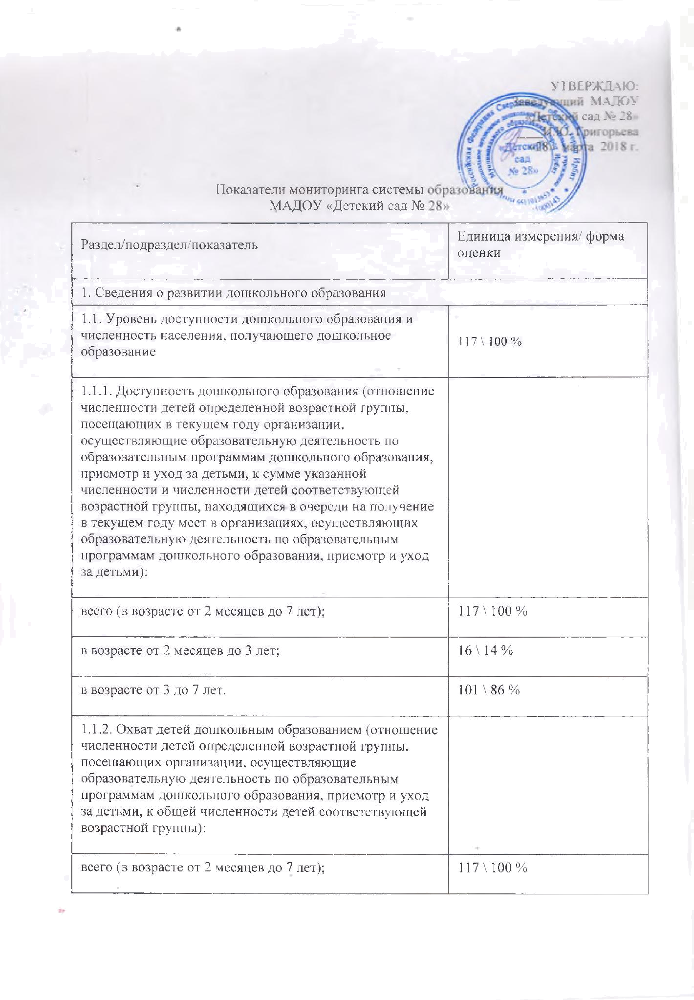 УТВЕРЖДАЮ:
Заведующий МАДОУ
«Детский сад № 28»
И.Ю. Григорьева
«28» марта 2018 г.
«Детский
сад
№ 28»
Показатели мониторинга системы образования
МАДОУ «Детский сад № 28»
Раздел/подраздел/показатель
Единица измерения/ форма
оценки
1. Сведения о развитии дошкольного образования
1.1. Уровень доступности дошкольного образования и
численность населения, получающего дошкольное
образование
117 \ 100 %
1.1.1. Доступность дошкольного образования (отношение
численности детей определенной возрастной группы,
посещающих в текущем году организации,
осуществляющие образовательную деятельность по
образовательным программам дошкольного образования,
присмотр и уход за детьми, к сумме указанной
численности и численности детей соответствующей
возрастной группы, находящихся в очереди на получение
в текущем году мест в организациях, осуществляющих
образовательную деятельность по образовательным
программам дошкольного образования, присмотр и уход
за детьми):
всего (в возрасте от 2 месяцев до 7 лет);
117 \ 100 %
в возрасте от 2 месяцев до 3 лет;
16 \ 14 %
в возрасте от 3 до 7 лет.
101 \ 86 %
1.1.2. Охват детей дошкольным образованием (отношение
численности детей определенной возрастной группы,
посещающих организации, осуществляющие
образовательную деятельность по образовательным
программам дошкольного образования, присмотр и уход
за детьми, к общей численности детей соответствующей
возрастной группы):
всего (в возрасте от 2 месяцев до 7 лет);
117 \ 100 %